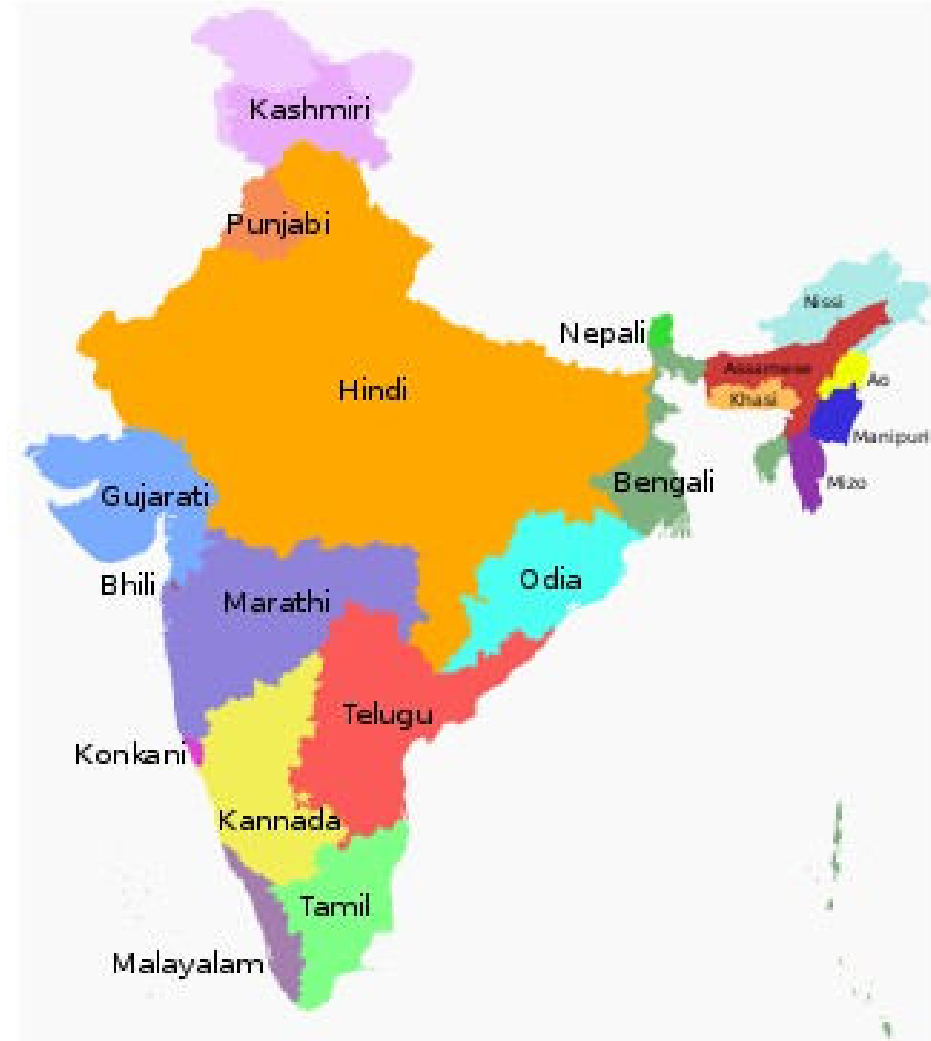 Kashmiri
Punjabi
Nissi
Nepali
Assamese
Ao
Hindi
Khasi
Manipuri
Bengali
Mizo
Gujarati
Odia
Bhili
Marathi
Telugu
Konkani
Kannada
Tamil
Malayalam